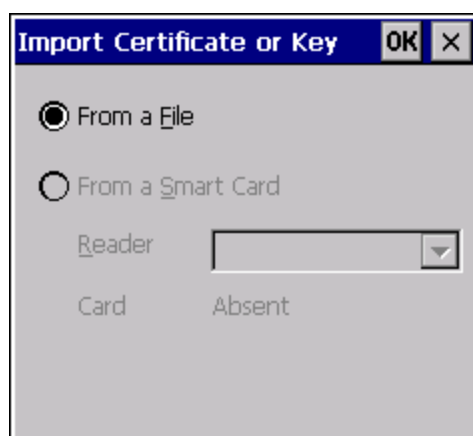 Import Certificate or Key OK ×
From a File
From a Smart Card
Reader
Card Absent